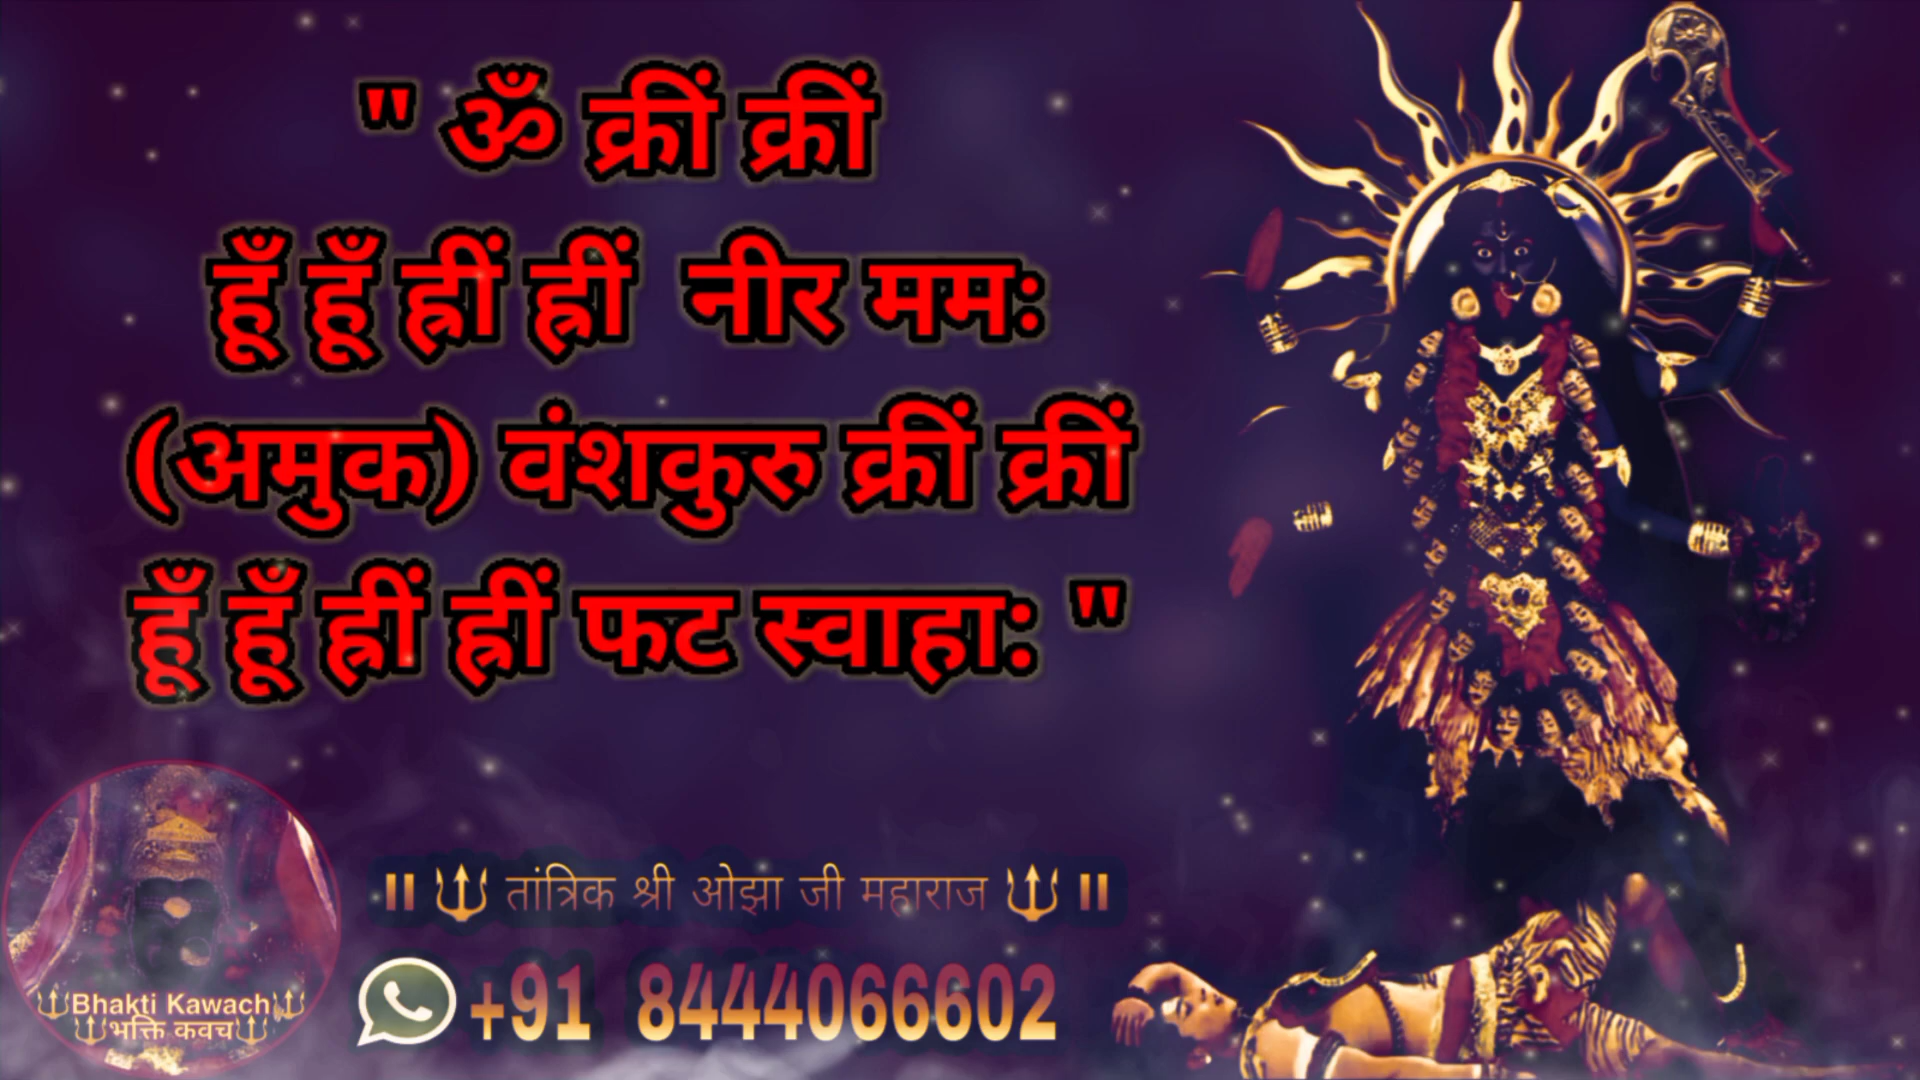 " ॐ क्रीं क्रीं
हूँ हूँ ह्रीं ह्रीं नीर ममः
(अमुक) वंशकुरु क्रीं क्रीं
हूँ हूँ ह्रीं ह्रीं फट स्वाहा: "
॥ तांत्रिक श्री ओझा जी महाराज ॥
+91 8444066602
Bhakti Kawach
भक्ति कवच